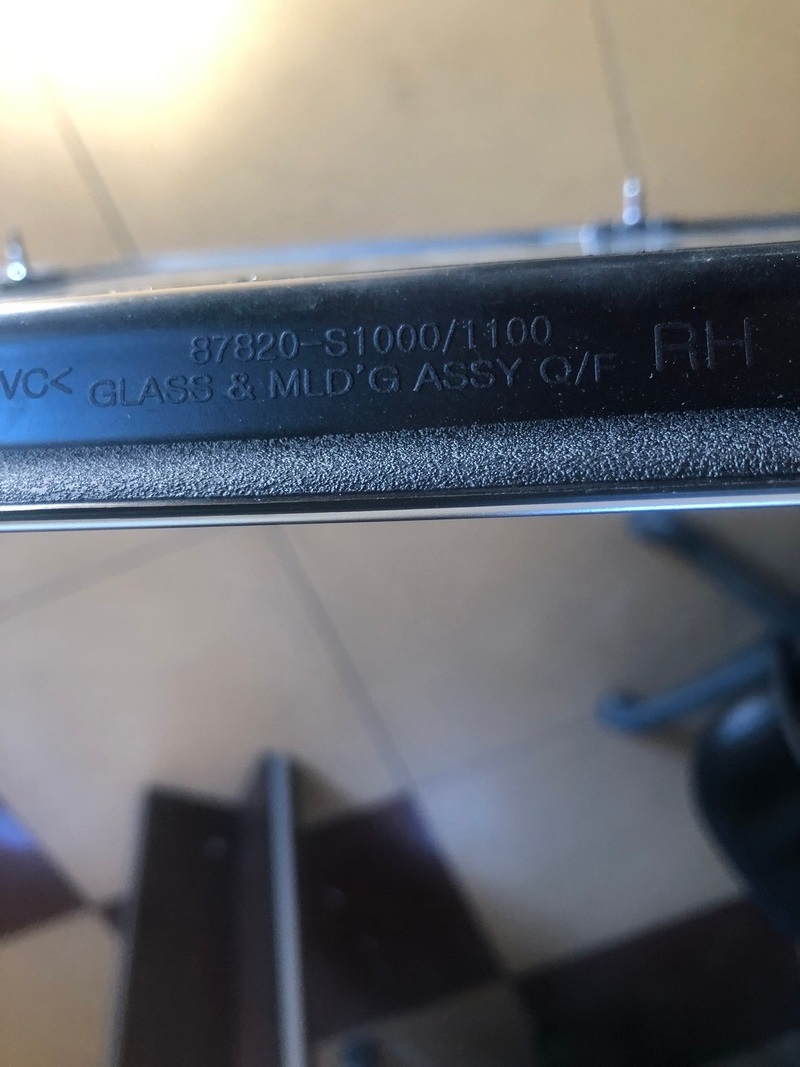 87820-S1000/1100
VC< GLASS & MLD'G ASSY Q/F RH